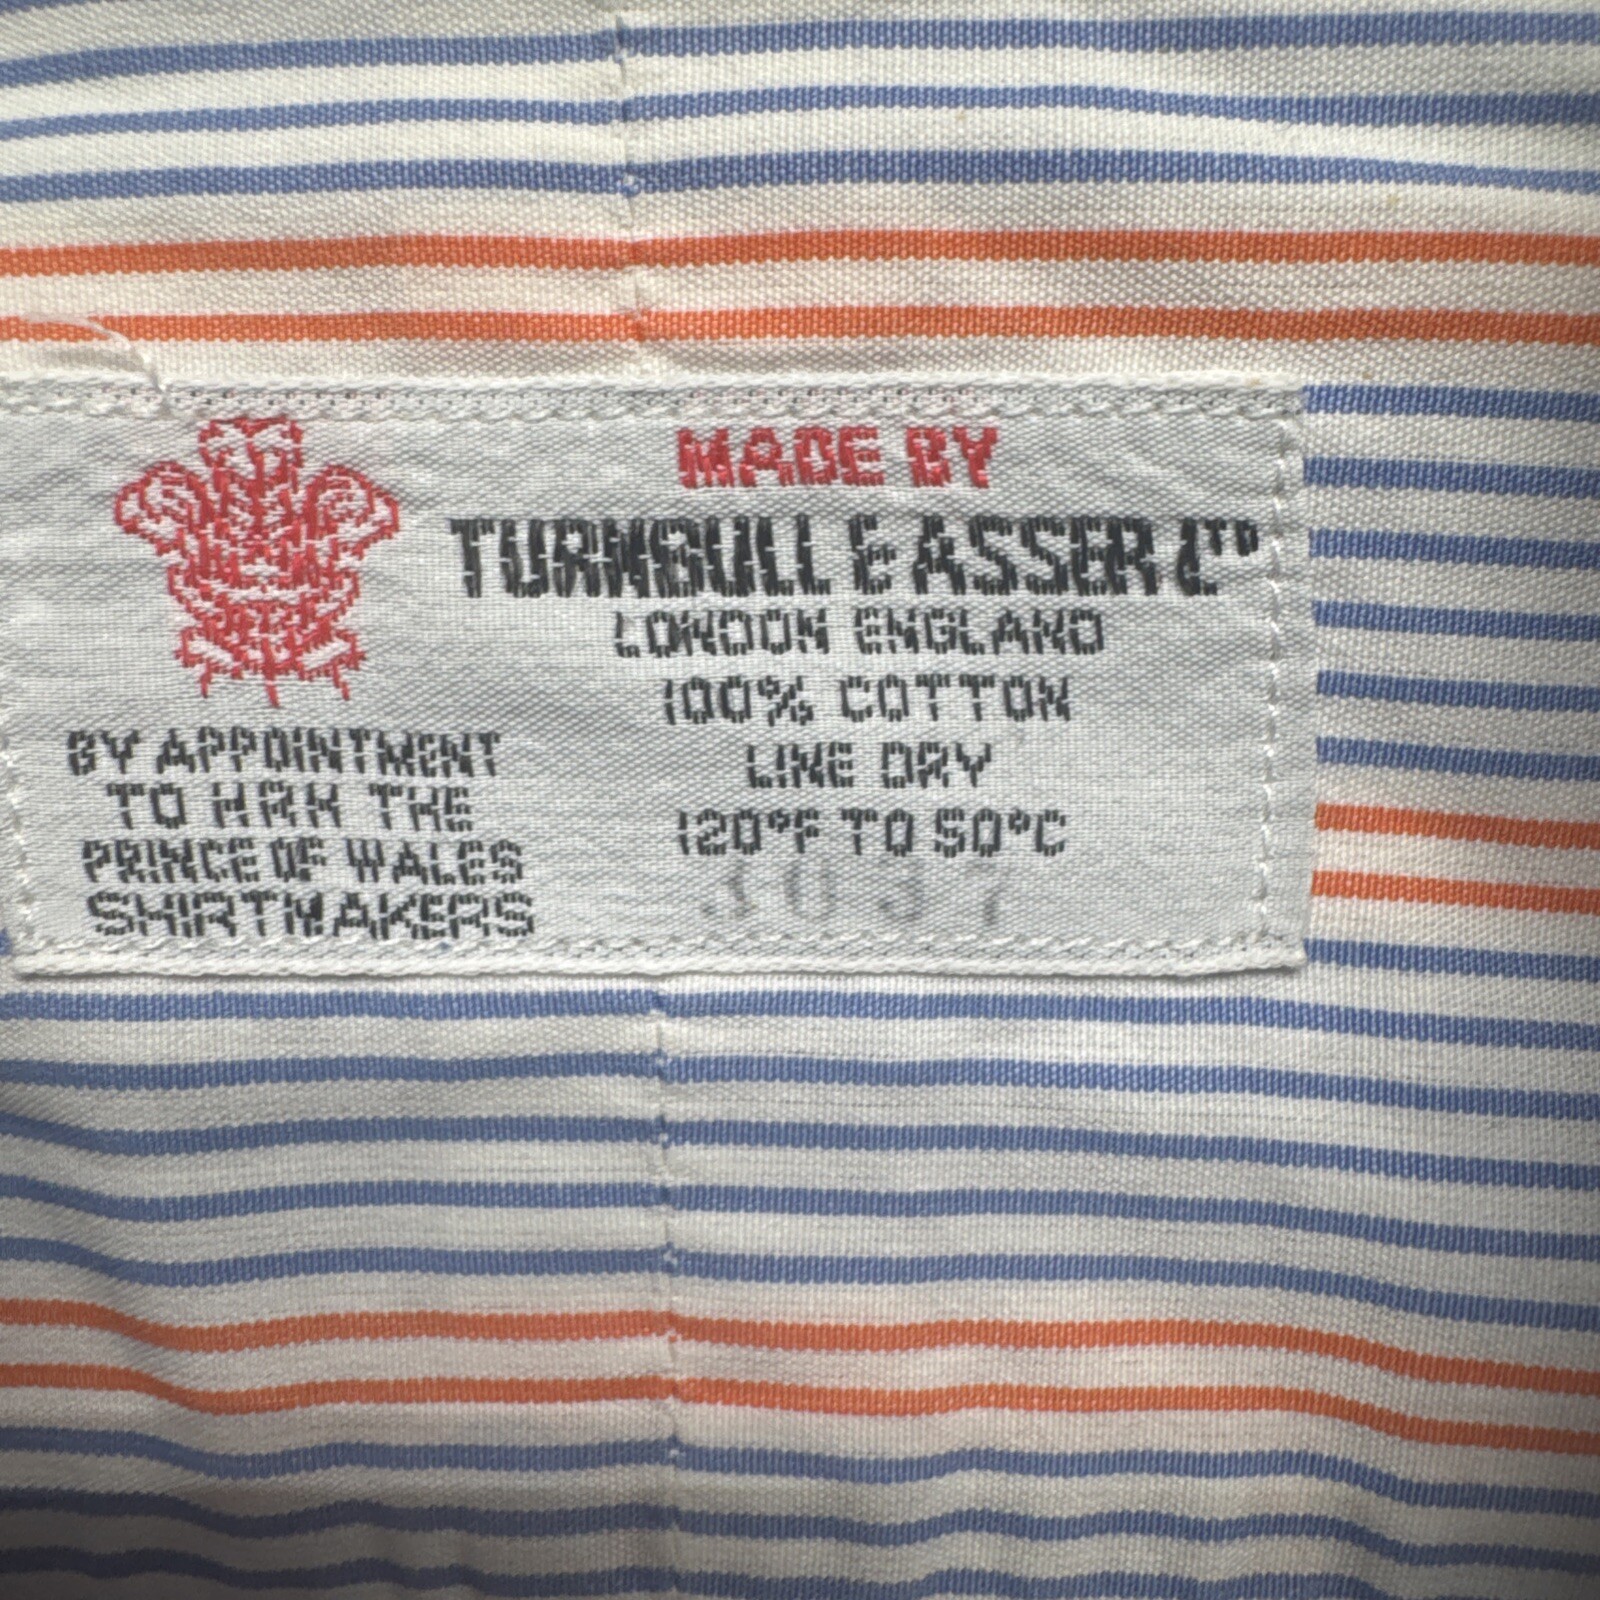 BY APPOINTMENT
TO HRH THE
PRINCE OF WALES
SHIRTMAKERS
MADE BY
TURNBULL & ASSER LTD
LONDON ENGLAND
100% COTTON
LINE DRY
120°F TO 50°C
3037